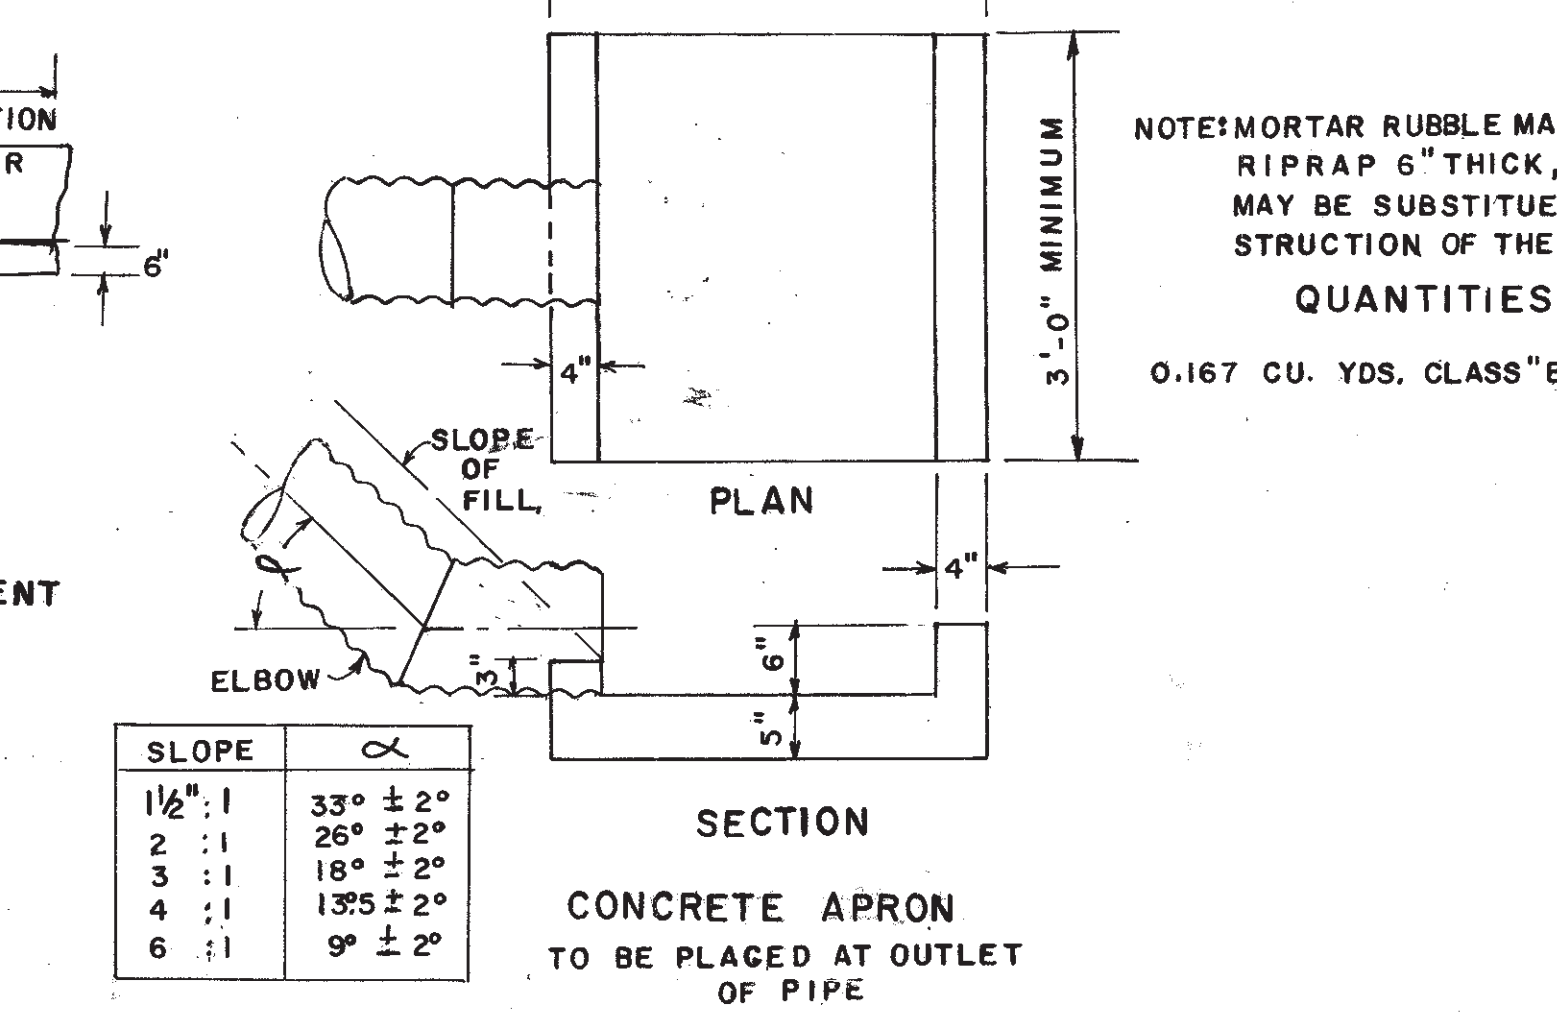 TION
R
6"
4"
3'-0" MINIMUM
NOTE: MORTAR RUBBLE MA
RIPRAP 6" THICK,
MAY BE SUBSTITUE
STRUCTION OF THE
QUANTITIES
0.167 CU. YDS. CLASS "B
SLOPE
OF
FILL,
PLAN
α
4"
ENT
ELBOW
3"
6"
5"
SLOPE α
1½" : 1 33° ± 2°
2 : 1 26° ± 2°
3 : 1 18° ± 2°
4 : 1 13°.5 ± 2°
6 : 1 9° ± 2°
SECTION
CONCRETE APRON
TO BE PLACED AT OUTLET
OF PIPE